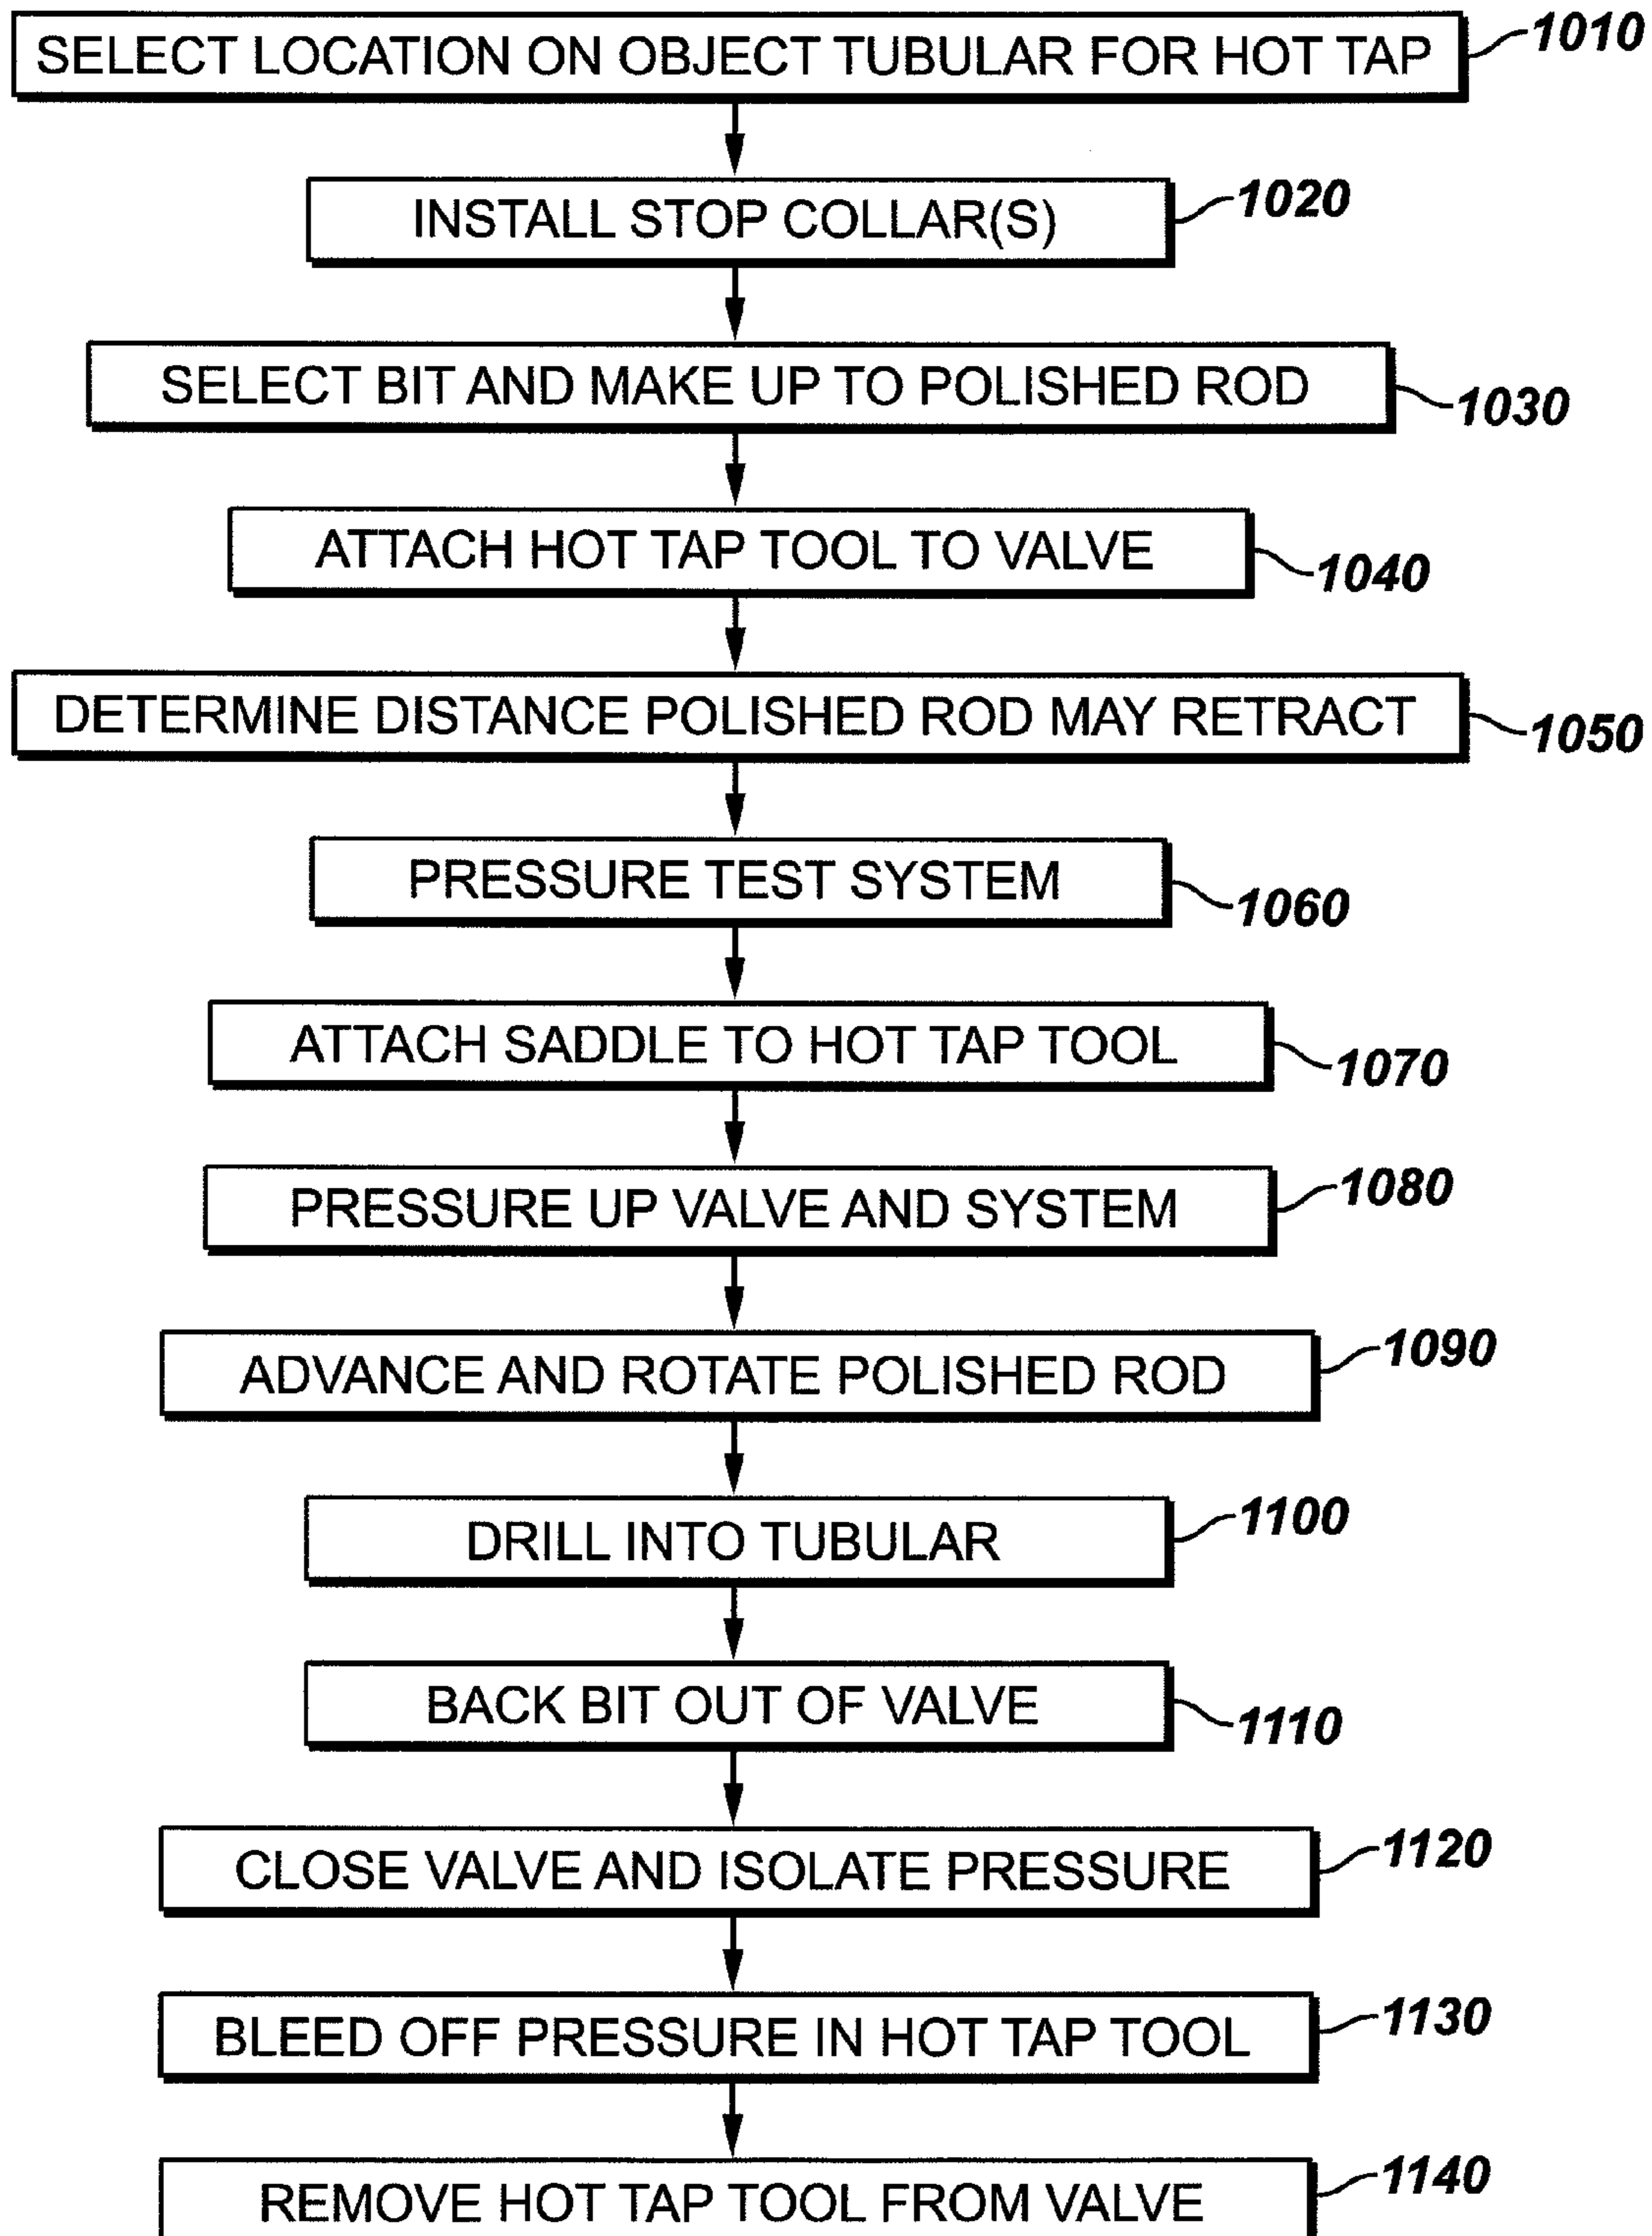 SELECT LOCATION ON OBJECT TUBULAR FOR HOT TAP 1010
INSTALL STOP COLLAR(S) 1020
SELECT BIT AND MAKE UP TO POLISHED ROD 1030
ATTACH HOT TAP TOOL TO VALVE 1040
DETERMINE DISTANCE POLISHED ROD MAY RETRACT 1050
PRESSURE TEST SYSTEM 1060
ATTACH SADDLE TO HOT TAP TOOL 1070
PRESSURE UP VALVE AND SYSTEM 1080
ADVANCE AND ROTATE POLISHED ROD 1090
DRILL INTO TUBULAR 1100
BACK BIT OUT OF VALVE 1110
CLOSE VALVE AND ISOLATE PRESSURE 1120
BLEED OFF PRESSURE IN HOT TAP TOOL 1130
REMOVE HOT TAP TOOL FROM VALVE 1140